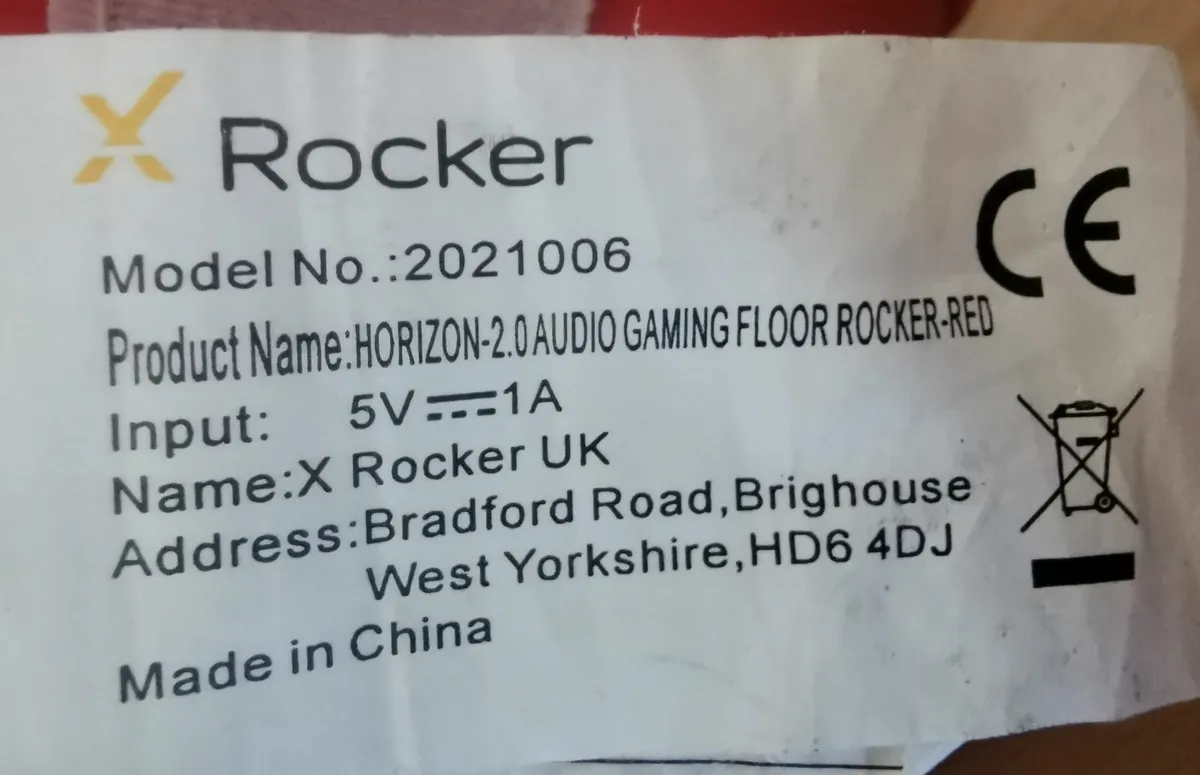 X Rocker
CE
Model No.:2021006
Product Name:HORIZON-2.0 AUDIO GAMING FLOOR ROCKER-RED
Input: 5V⎓1A
Name:X Rocker UK
Address:Bradford Road,Brighouse
West Yorkshire,HD6 4DJ
Made in China